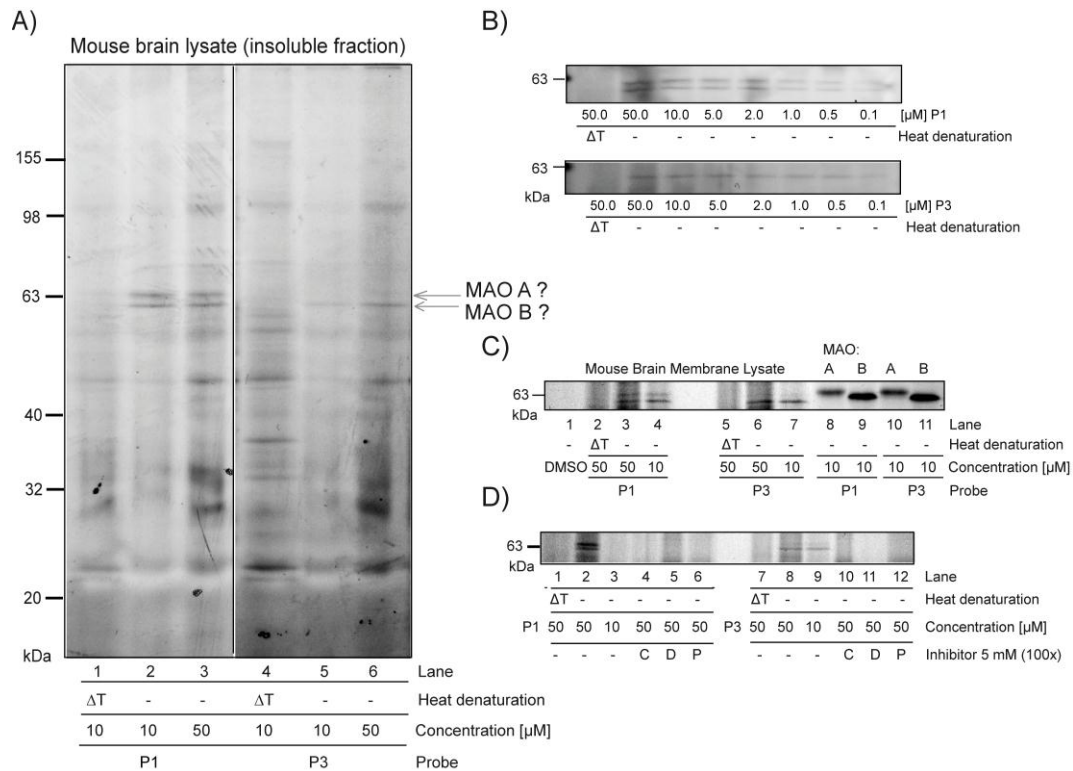 A)
Mouse brain lysate (insoluble fraction)
155
98
63
40
32
20
kDa
MAO A ?
MAO B ?
1 2 3 4 5 6 Lane
ΔT - - ΔT - - Heat denaturation
10 10 50 10 10 50 Concentration [µM]
P1 P3 Probe
B)
63
50.0 50.0 10.0 5.0 2.0 1.0 0.5 0.1 [µM] P1
ΔT - - - - - - - Heat denaturation
63
kDa
50.0 50.0 10.0 5.0 2.0 1.0 0.5 0.1 [µM] P3
ΔT - - - - - - - Heat denaturation
C)
MAO:
Mouse Brain Membrane Lysate A B A B
63
kDa
1 2 3 4 5 6 7 8 9 10 11 Lane
- ΔT - - ΔT - - - - - - Heat denaturation
DMSO 50 50 10 50 50 10 10 10 10 10 Concentration [µM]
P1 P3 P1 P3 Probe
D)
63
kDa
1 2 3 4 5 6 7 8 9 10 11 12 Lane
ΔT - - - - - ΔT - - - - - Heat denaturation
P1 50 50 10 50 50 50 P3 50 50 10 50 50 50 Concentration [µM]
- - - C D P - - - C D P Inhibitor 5 mM (100x)